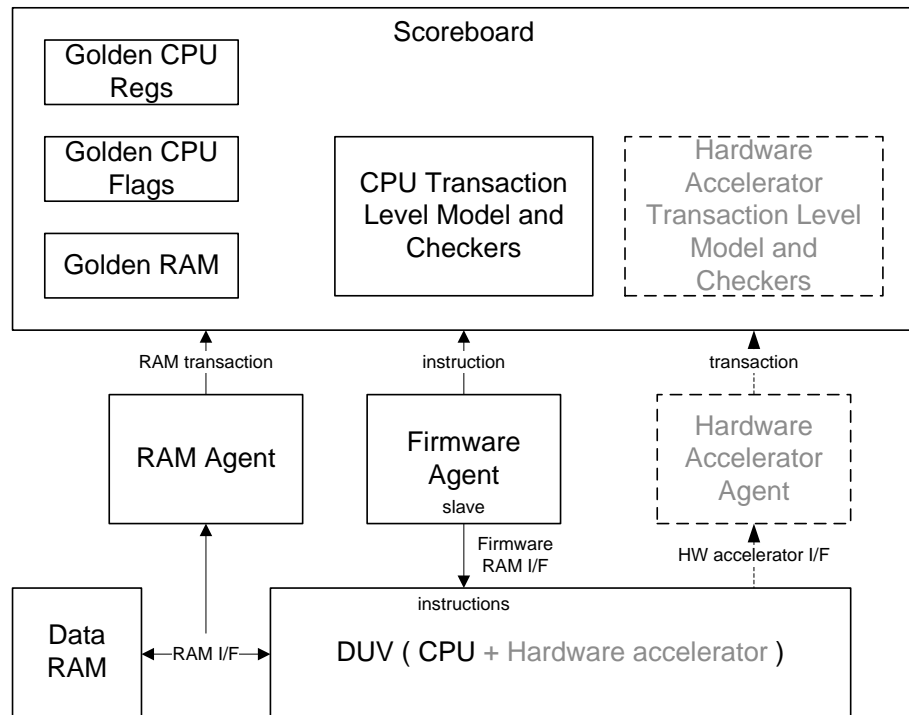 Scoreboard
Golden CPU
Regs
Golden CPU
Flags
Golden RAM
CPU Transaction
Level Model and
Checkers
Hardware
Accelerator
Transaction Level
Model and
Checkers
RAM transaction
instruction
transaction
RAM Agent
Firmware
Agent
slave
Hardware
Accelerator
Agent
Firmware
RAM I/F
HW accelerator I/F
Data
RAM
RAM I/F
instructions
DUV ( CPU + Hardware accelerator )